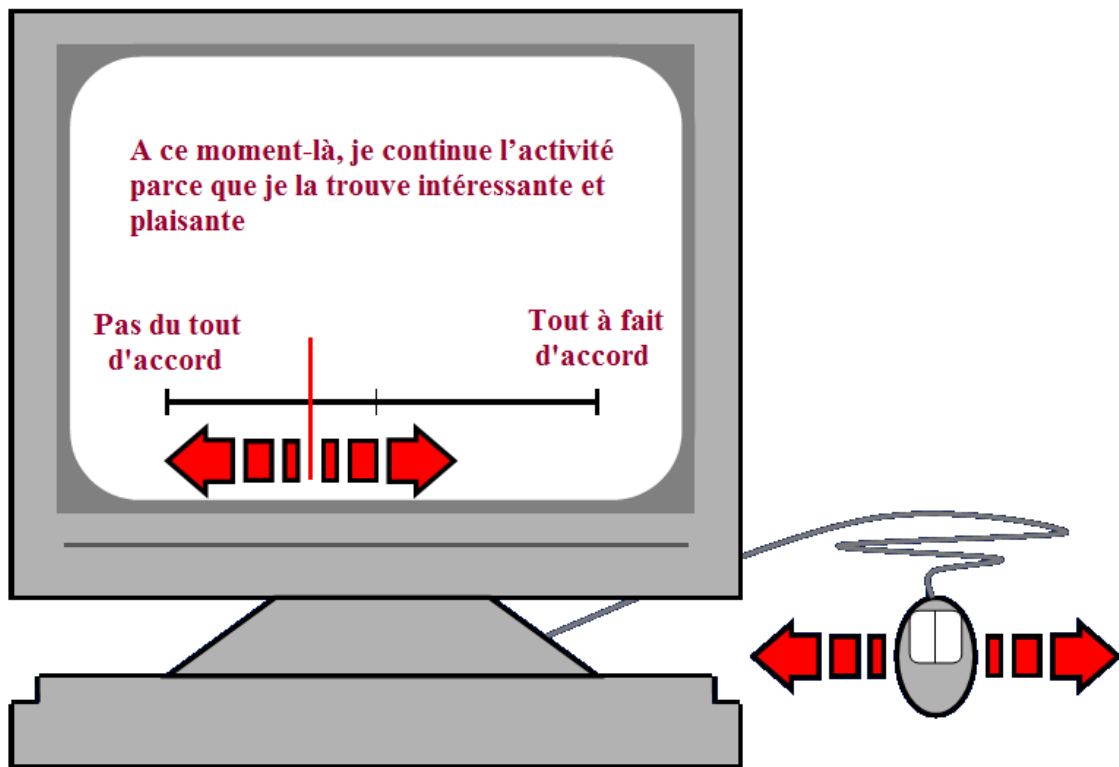 A ce moment-là, je continue l’activité
parce que je la trouve intéressante et
plaisante
Pas du tout
d'accord
Tout à fait
d'accord